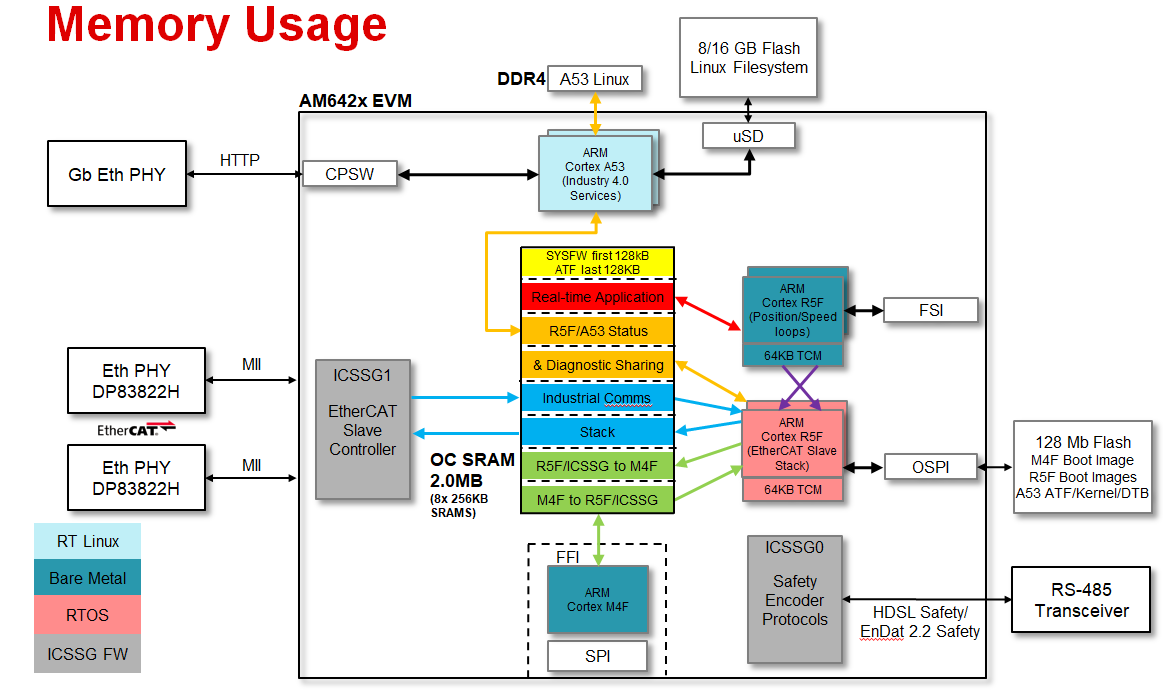 Memory Usage
8/16 GB Flash
Linux Filesystem
DDR4
A53 Linux
AM642x EVM
uSD
Gb Eth PHY
HTTP
CPSW
ARM
Cortex A53
(Industry 4.0
Services)
SYSFW first 128kB
ATF last 128KB
Real-time Application
R5F/A53 Status
& Diagnostic Sharing
Industrial Comms
Stack
R5F/ICSSG to M4F
M4F to R5F/ICSSG
ARM
Cortex R5F
(Position/Speed
loops)
64KB TCM
FSI
Eth PHY
DP83822H
MII
EtherCAT
Eth PHY
DP83822H
MII
ICSSG1
EtherCAT
Slave
Controller
OC SRAM
2.0MB
(8x 256KB
SRAMS)
ARM
Cortex R5F
(EtherCAT Slave
Stack)
64KB TCM
OSPI
128 Mb Flash
M4F Boot Image
R5F Boot Images
A53 ATF/Kernel/DTB
RT Linux
Bare Metal
RTOS
ICSSG FW
FFI
ARM
Cortex M4F
SPI
ICSSG0
Safety
Encoder
Protocols
HDSL Safety/
EnDat 2.2 Safety
RS-485
Transceiver